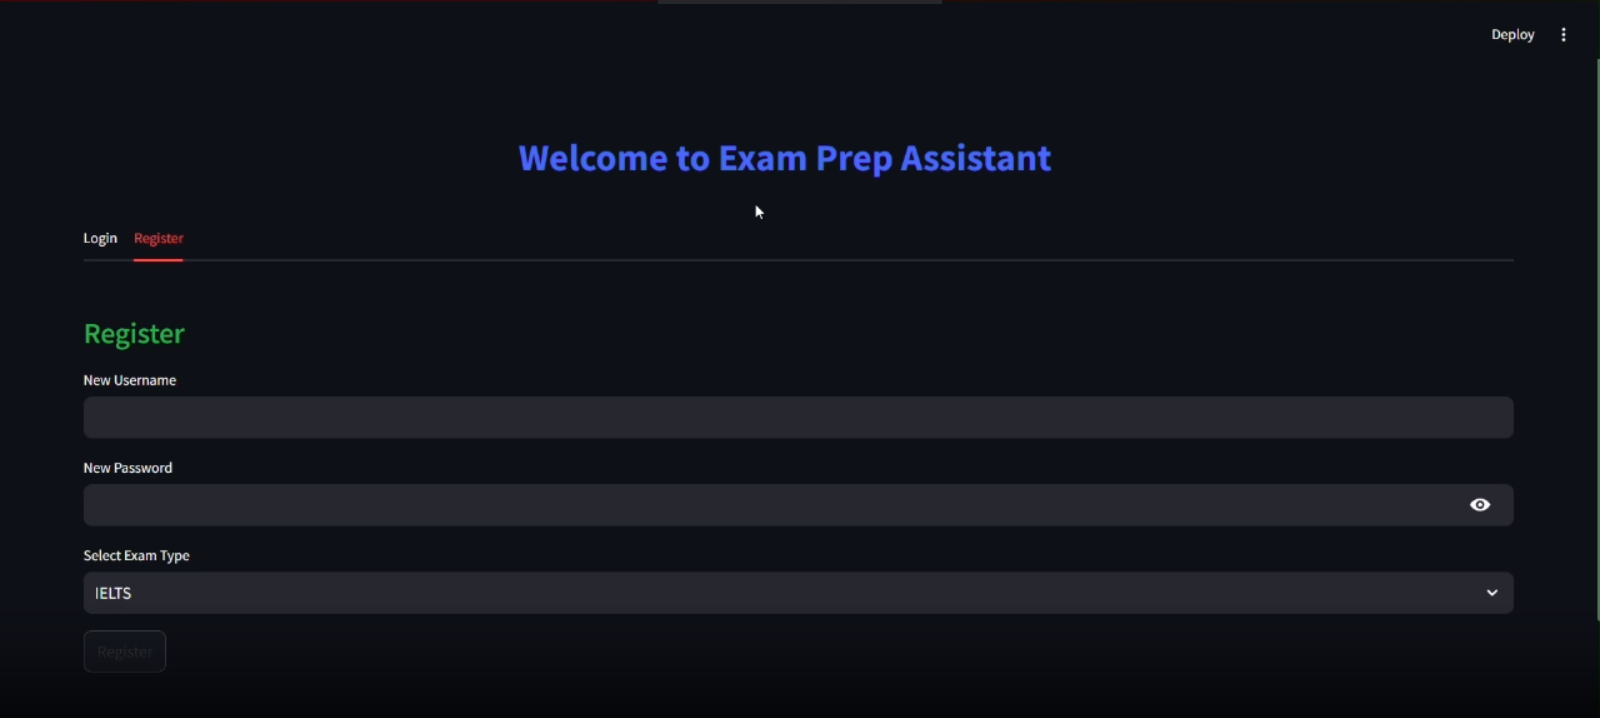 Deploy
Welcome to Exam Prep Assistant
Login Register
Register
New Username
New Password
Select Exam Type
IELTS
Register